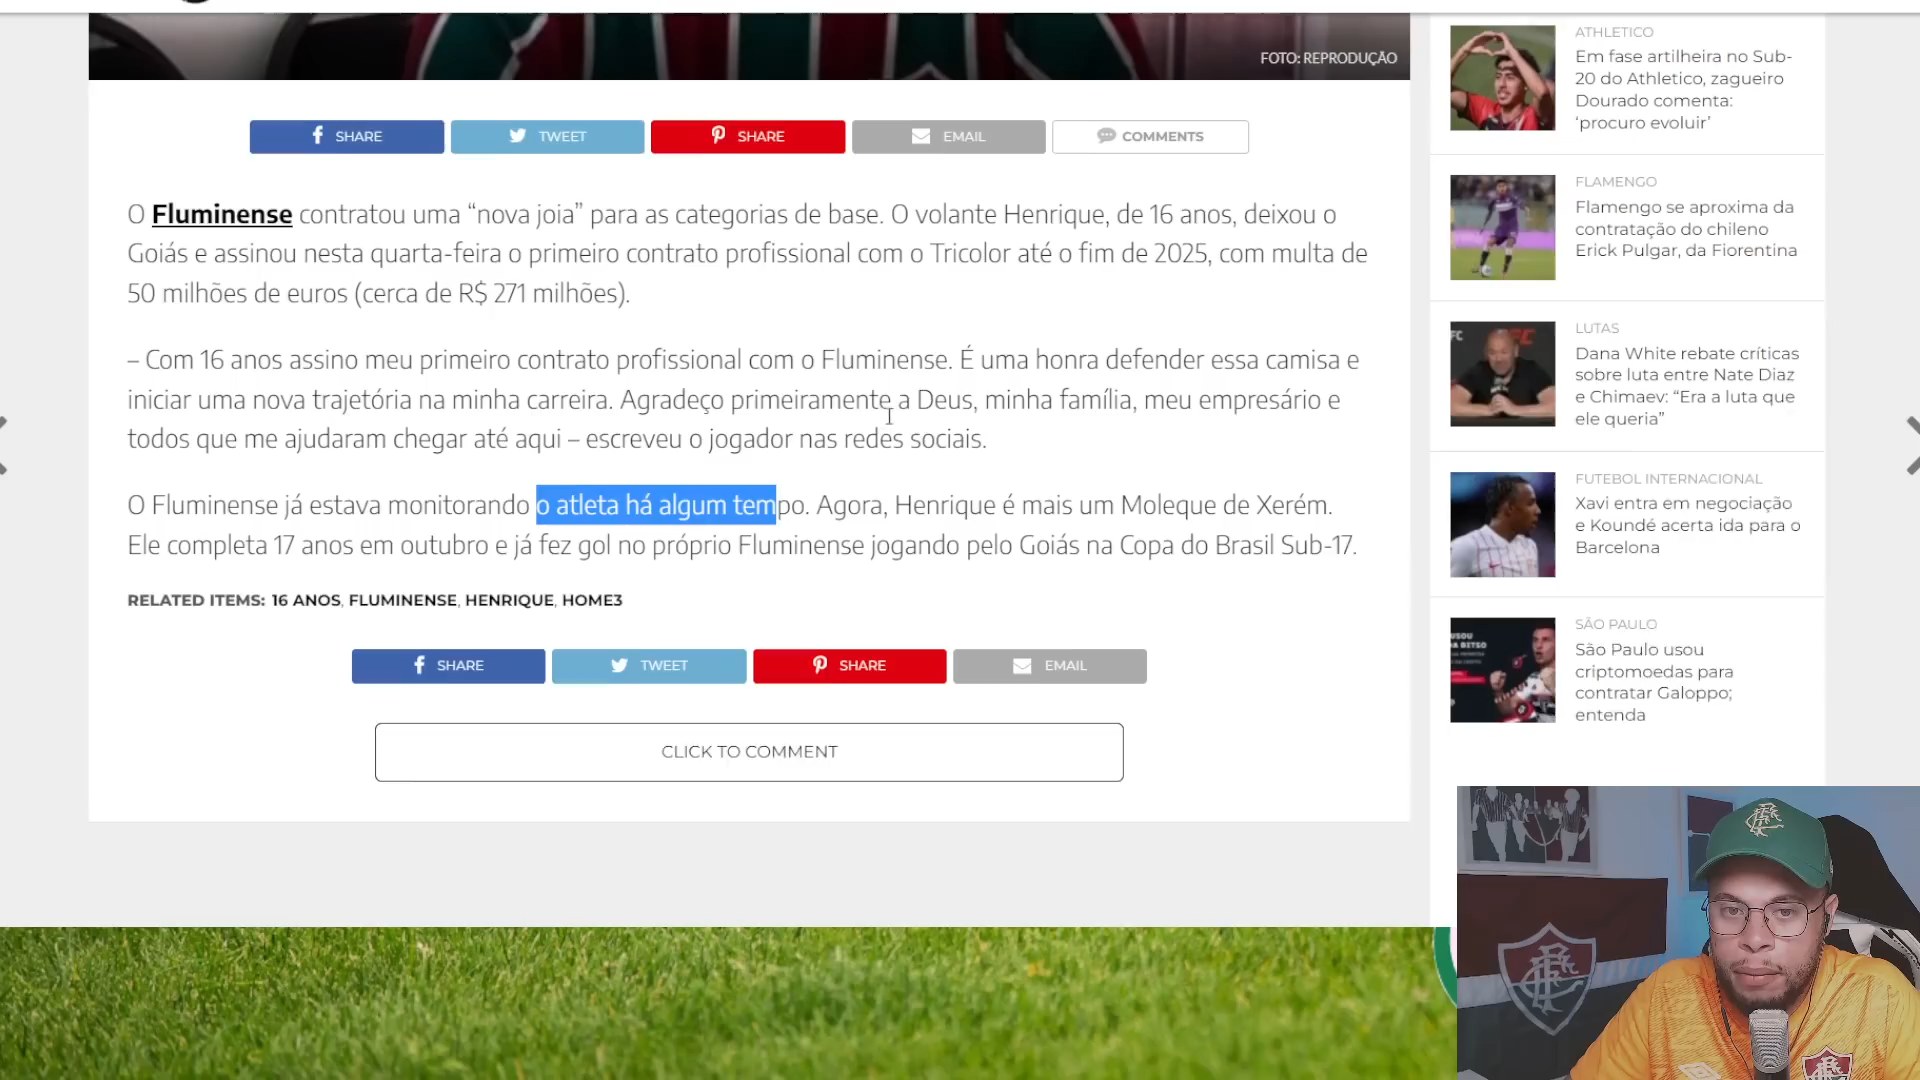 FOTO: REPRODUÇÃO
SHARE
TWEET
SHARE
EMAIL
COMMENTS
O Fluminense contratou uma “nova joia” para as categorias de base. O volante Henrique, de 16 anos, deixou o
Goiás e assinou nesta quarta-feira o primeiro contrato profissional com o Tricolor até o fim de 2025, com multa de
50 milhões de euros (cerca de R$ 271 milhões).
– Com 16 anos assino meu primeiro contrato profissional com o Fluminense. É uma honra defender essa camisa e
iniciar uma nova trajetória na minha carreira. Agradeço primeiramente a Deus, minha família, meu empresário e
todos que me ajudaram chegar até aqui – escreveu o jogador nas redes sociais.
O Fluminense já estava monitorando o atleta há algum tempo. Agora, Henrique é mais um Moleque de Xerém.
Ele completa 17 anos em outubro e já fez gol no próprio Fluminense jogando pelo Goiás na Copa do Brasil Sub-17.
RELATED ITEMS: 16 ANOS, FLUMINENSE, HENRIQUE, HOME3
SHARE
TWEET
SHARE
EMAIL
CLICK TO COMMENT
ATHLETICO
Em fase artilheira no Sub-
20 do Athletico, zagueiro
Dourado comenta:
‘procuro evoluir’
FLAMENGO
Flamengo se aproxima da
contratação do chileno
Erick Pulgar, da Fiorentina
LUTAS
Dana White rebate críticas
sobre luta entre Nate Diaz
e Chimaev: “Era a luta que
ele queria”
FUTEBOL INTERNACIONAL
Xavi entra em negociação
e Koundé acerta ida para o
Barcelona
SÃO PAULO
São Paulo usou
criptomoedas para
contratar Galoppo;
entenda